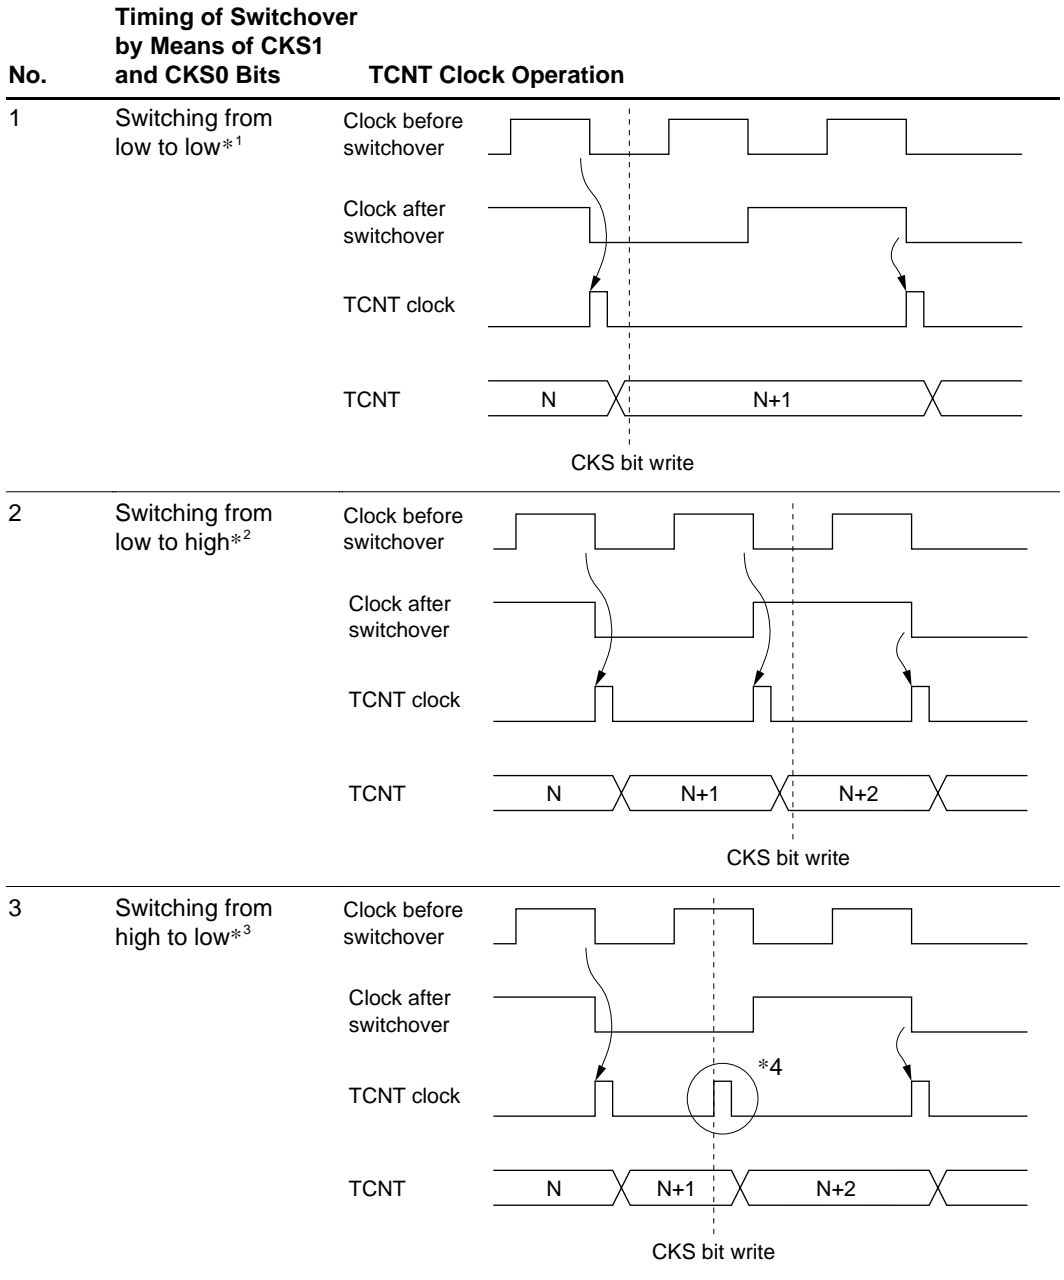 Timing of Switchover
by Means of CKS1
No. and CKS0 Bits TCNT Clock Operation
1 Switching from
low to low*1
Clock before
switchover
Clock after
switchover
TCNT clock
TCNT N N+1
CKS bit write
2 Switching from
low to high*2
Clock before
switchover
Clock after
switchover
TCNT clock
TCNT N N+1 N+2
CKS bit write
3 Switching from
high to low*3
Clock before
switchover
Clock after
switchover
*4
TCNT clock
TCNT N N+1 N+2
CKS bit write